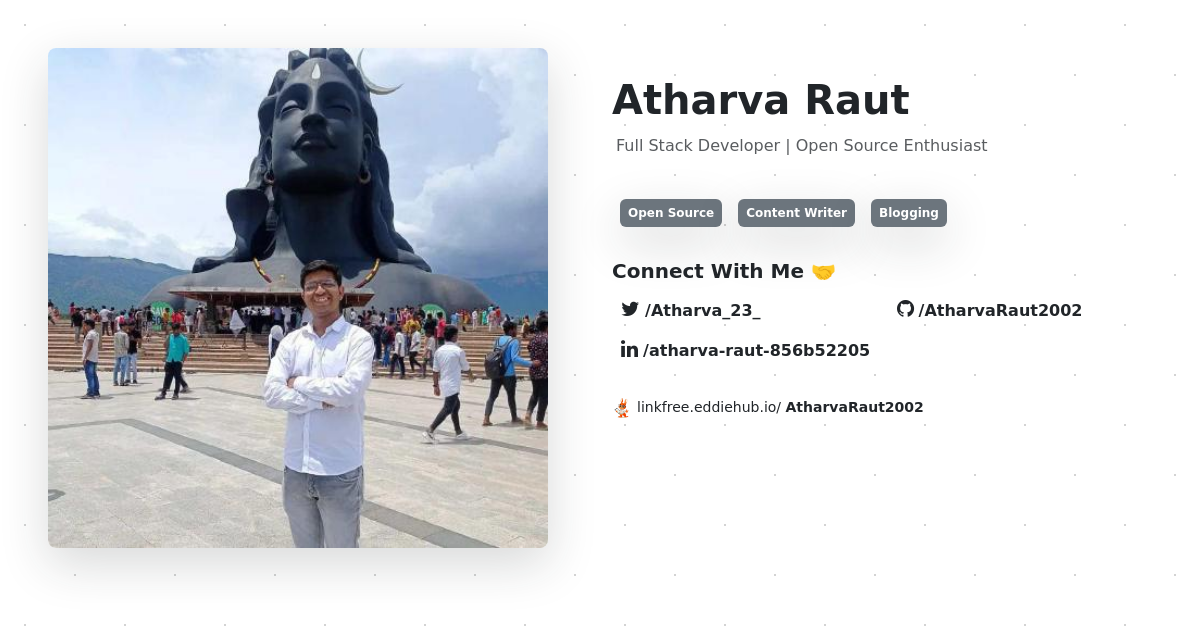 Atharva Raut
Full Stack Developer | Open Source Enthusiast
Open Source Content Writer Blogging
Connect With Me 🤝
/Atharva_23_ /AtharvaRaut2002
/atharva-raut-856b52205
linkfree.eddiehub.io/ AtharvaRaut2002